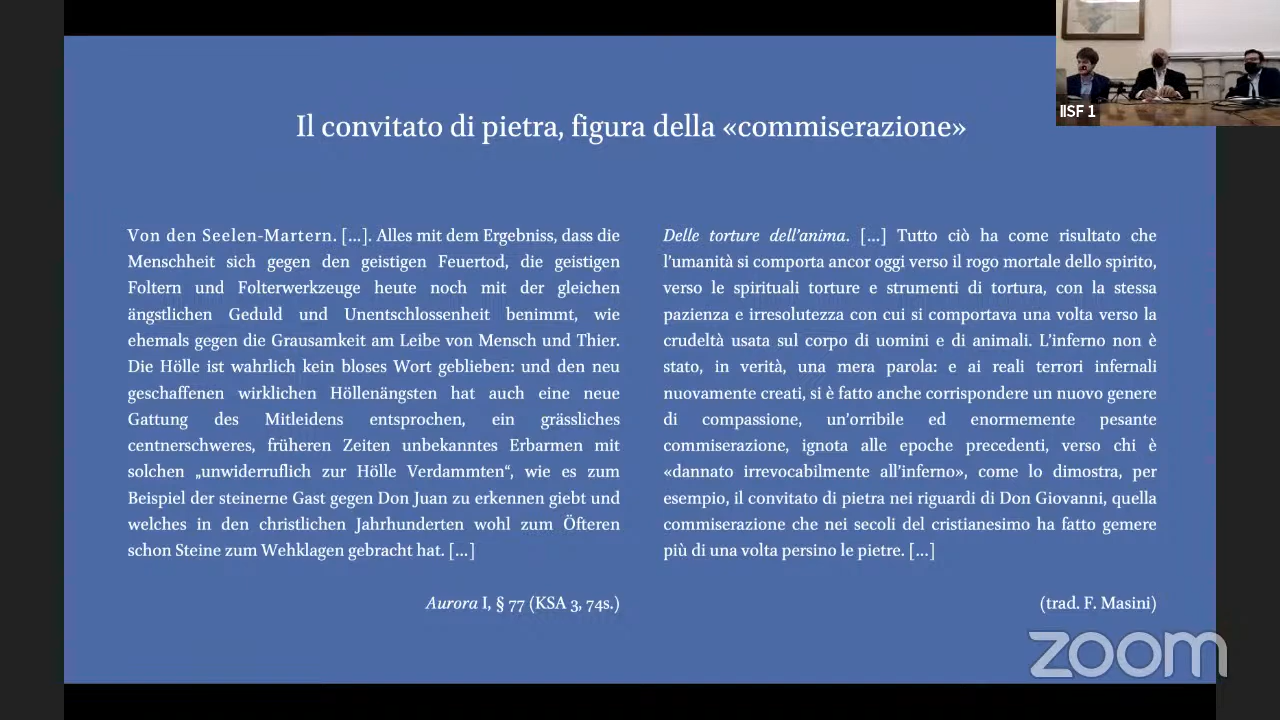 IISF 1
Il convitato di pietra, figura della «commiserazione»
Von den Seelen-Martern. [...]. Alles mit dem Ergebniss, dass die
Menschheit sich gegen den geistigen Feuertod, die geistigen
Foltern und Folterwerkzeuge heute noch mit der gleichen
ängstlichen Geduld und Unentschlossenheit benimmt, wie
ehemals gegen die Grausamkeit am Leibe von Mensch und Thier.
Die Hölle ist wahrlich kein bloses Wort geblieben: und den neu
geschaffenen wirklichen Höllenängsten hat auch eine neue
Gattung des Mitleidens entsprochen, ein grässliches
centnerschweres, früheren Zeiten unbekanntes Erbarmen mit
solchen „unwiderruflich zur Hölle Verdammten“, wie es zum
Beispiel der steinerne Gast gegen Don Juan zu erkennen giebt und
welches in den christlichen Jahrhunderten wohl zum Öfteren
schon Steine zum Wehklagen gebracht hat. [...]
Aurora I, § 77 (KSA 3, 74s.)
Delle torture dell’anima. [...] Tutto ciò ha come risultato che
l’umanità si comporta ancor oggi verso il rogo mortale dello spirito,
verso le spirituali torture e strumenti di tortura, con la stessa
pazienza e irresolutezza con cui si comportava una volta verso la
crudeltà usata sul corpo di uomini e di animali. L’inferno non è
stato, in verità, una mera parola: e ai reali terrori infernali
nuovamente creati, si è fatto anche corrispondere un nuovo genere
di compassione, un’orribile ed enormemente pesante
commiserazione, ignota alle epoche precedenti, verso chi è
«dannato irrevocabilmente all’inferno», come lo dimostra, per
esempio, il convitato di pietra nei riguardi di Don Giovanni, quella
commiserazione che nei secoli del cristianesimo ha fatto gemere
più di una volta persino le pietre. [...]
(trad. F. Masini)
zoom